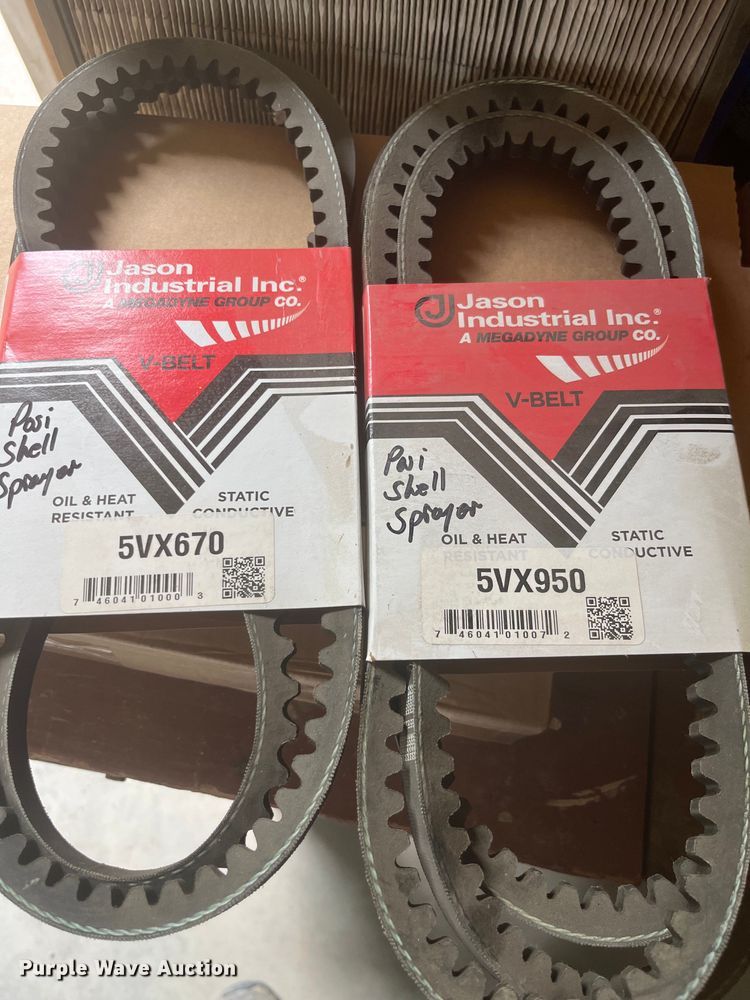 Jason
Industrial Inc.®
A MEGADYNE GROUP CO.
V-BELT
Posi
Shell
Sprayer
OIL & HEAT
RESISTANT
STATIC
CONDUCTIVE
5VX670
7 46041 01000 3
Jason
Industrial Inc.®
A MEGADYNE GROUP CO.
V-BELT
Posi
Shell
Sprayer
OIL & HEAT
RESISTANT
STATIC
CONDUCTIVE
5VX950
7 46041 01007 2
Purple Wave Auction